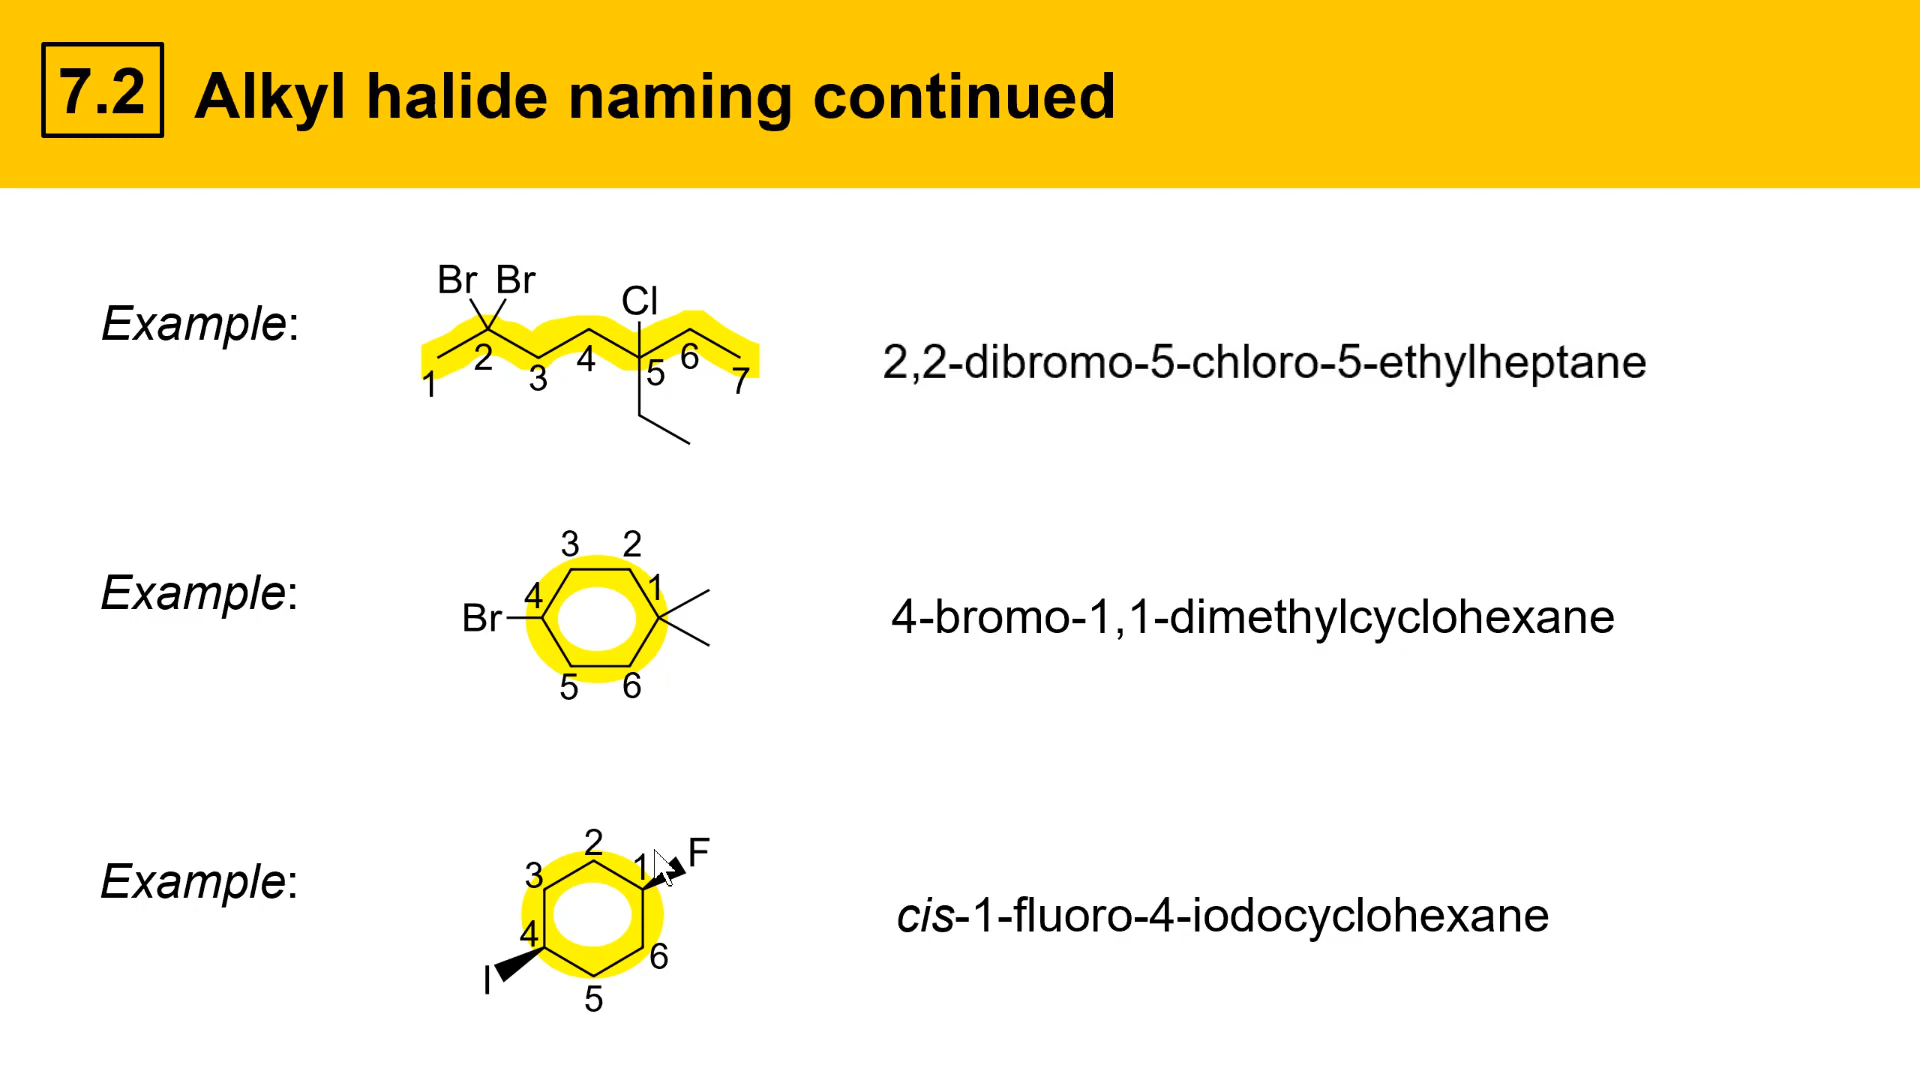 7.2 Alkyl halide naming continued
Example:
Br Br
Cl
1 2 3 4 5 6 7
2,2-dibromo-5-chloro-5-ethylheptane
Example:
3 2
Br 4 1
5 6
4-bromo-1,1-dimethylcyclohexane
Example:
2 F
3 1
4 6
I 5
cis-1-fluoro-4-iodocyclohexane